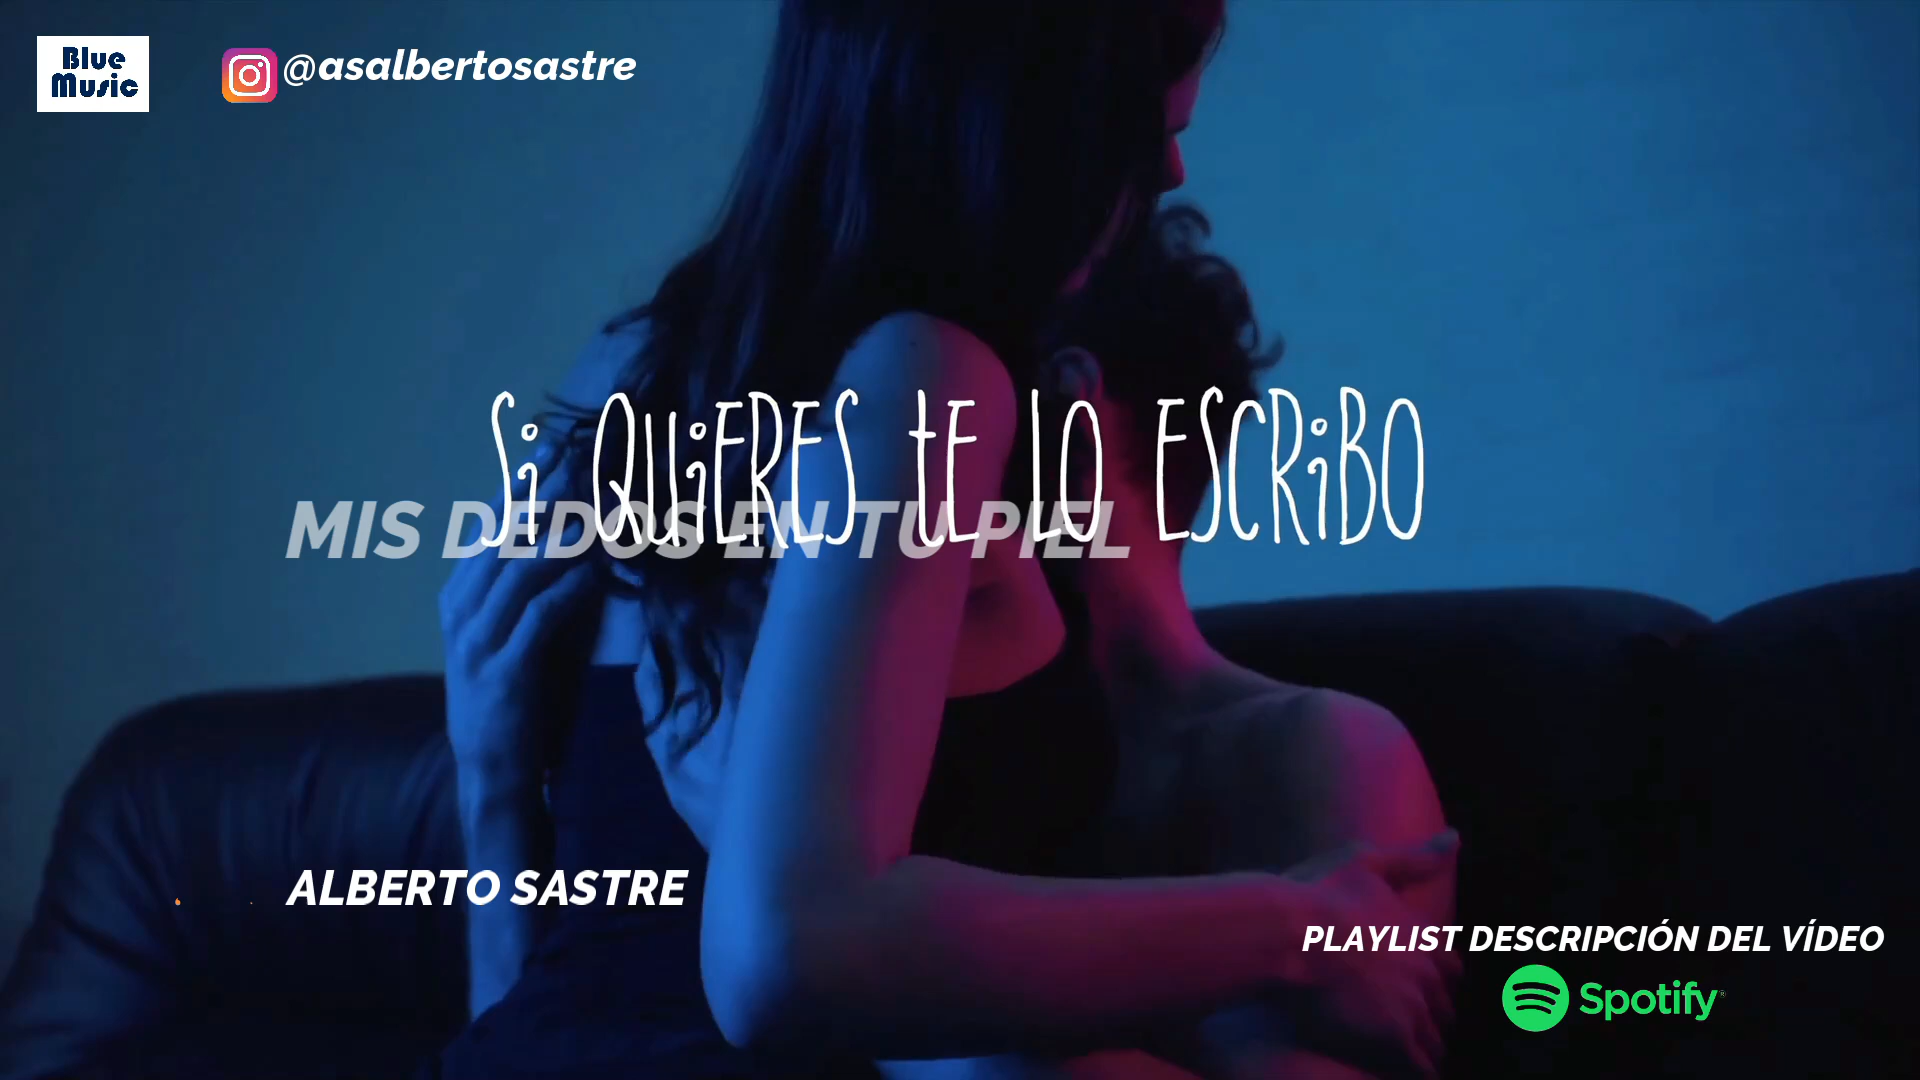 Blue
Music
@asalbertosastre
Si QUiERES tE LO ESCRiBO
MIS DEDOS EN TU PIEL
ALBERTO SASTRE
PLAYLIST DESCRIPCIÓN DEL VÍDEO
Spotify